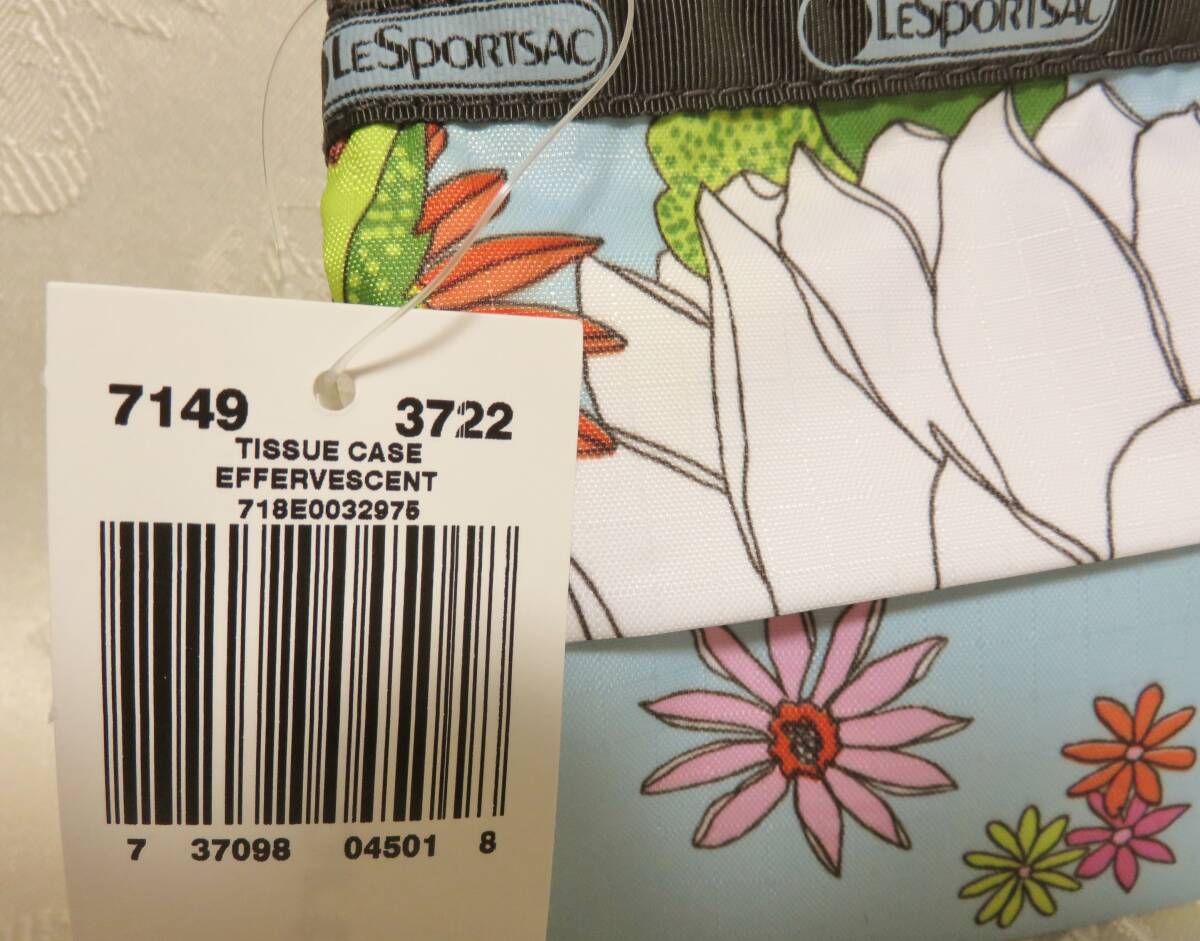 LESPORTSAC LESPORTSAC
7149 3722
TISSUE CASE
EFFERVESCENT
718E0032975
7 37098 04501 8